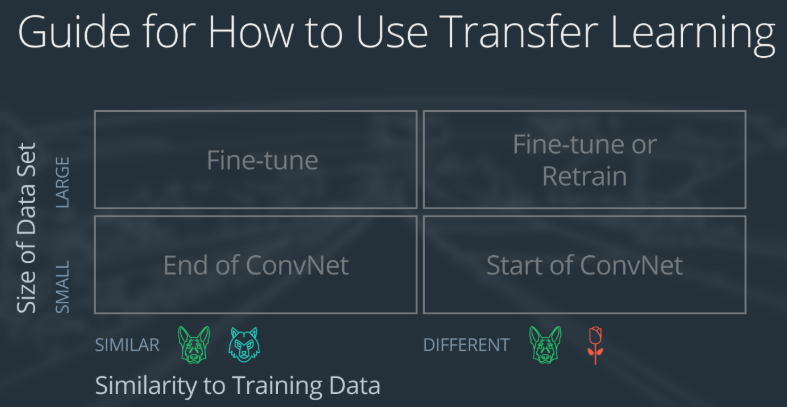 Guide for How to Use Transfer Learning
Size of Data Set
LARGE
Fine-tune
Fine-tune or
Retrain
SMALL
End of ConvNet
Start of ConvNet
SIMILAR
DIFFERENT
Similarity to Training Data